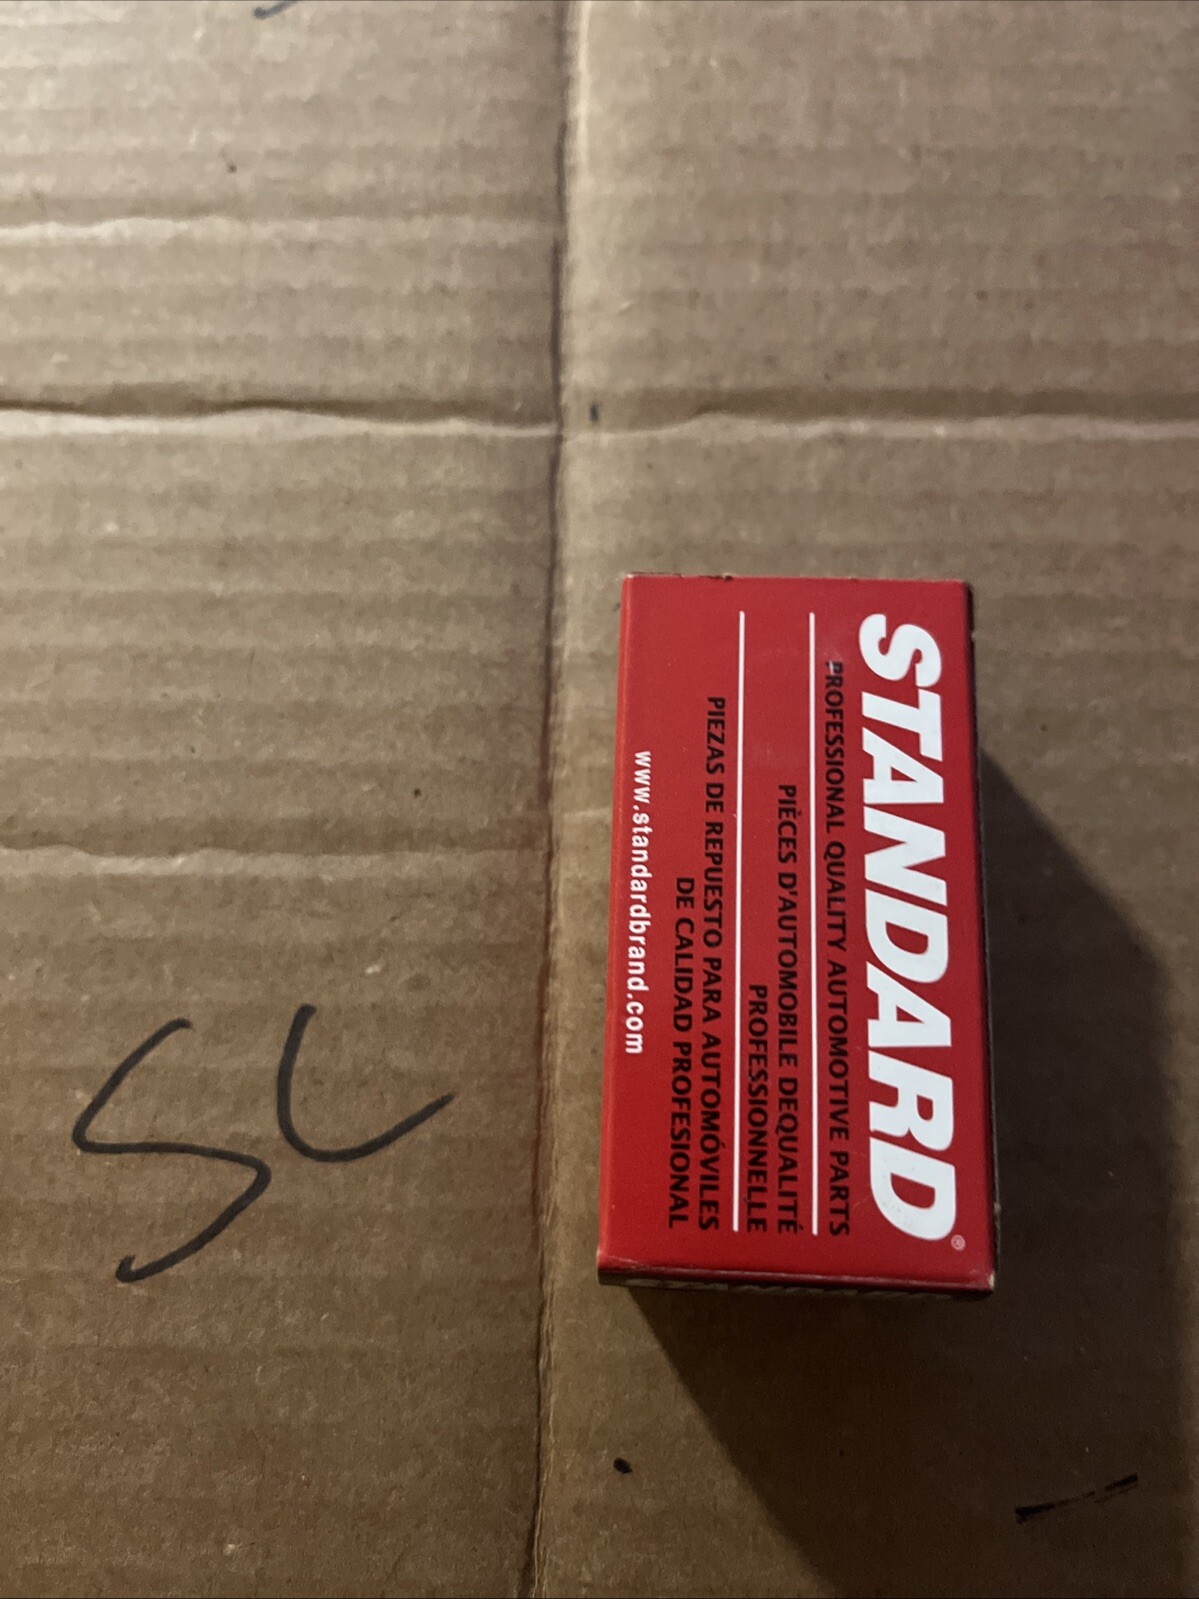 STANDARD®
PROFESSIONAL QUALITY AUTOMOTIVE PARTS
PIÈCES D'AUTOMOBILE DEQUALITÉ
PROFESSIONNELLE
PIEZAS DE REPUESTO PARA AUTOMÓVILES
DE CALIDAD PROFESIONAL
www.standardbrand.com
SL